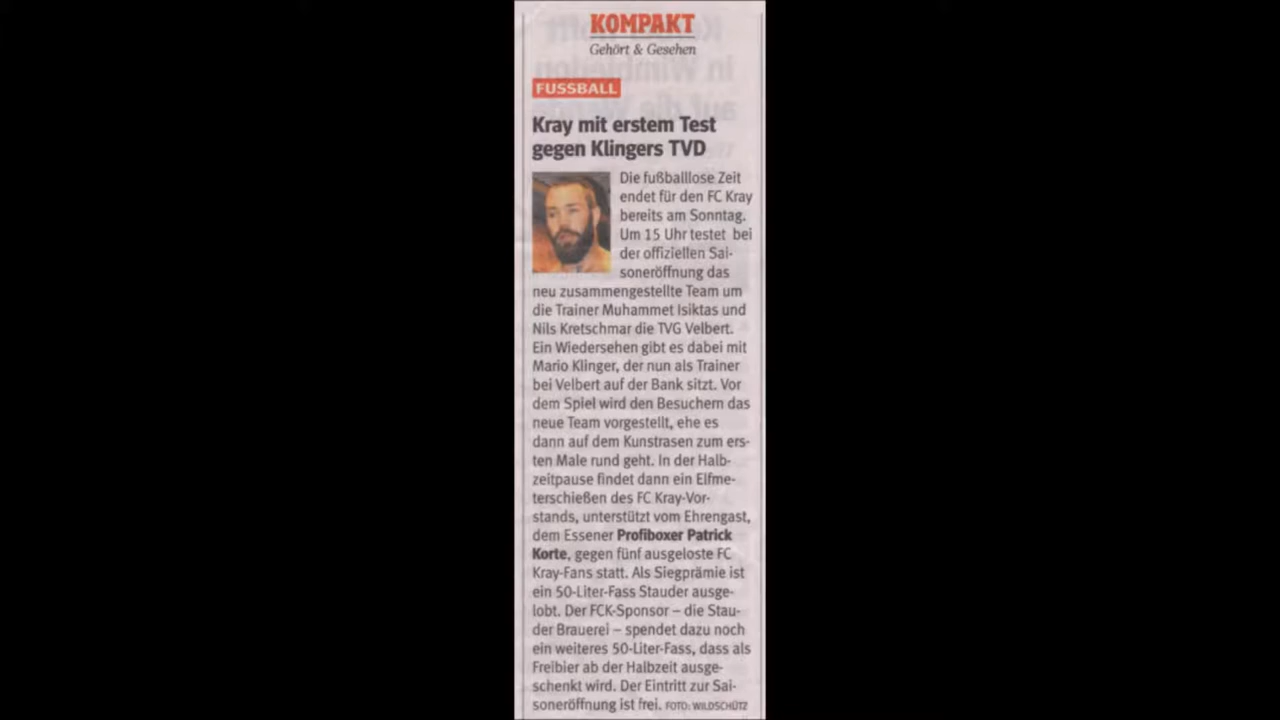 KOMPAKT
Gehört & Gesehen
FUSSBALL
Kray mit erstem Test
gegen Klingers TVD
Die fußballlose Zeit
endet für den FC Kray
bereits am Sonntag.
Um 15 Uhr testet bei
der offiziellen Sai-
soneröffnung das
neu zusammengestellte Team um
die Trainer Muhammet Isiktas und
Nils Kretschmar die TVG Velbert.
Ein Wiedersehen gibt es dabei mit
Mario Klinger, der nun als Trainer
bei Velbert auf der Bank sitzt. Vor
dem Spiel wird den Besuchern das
neue Team vorgestellt, ehe es
dann auf dem Kunstrasen zum ers-
ten Male rund geht. In der Halb-
zeitpause findet dann ein Elfme-
terschießen des FC Kray-Vor-
stands, unterstützt vom Ehrengast,
dem Essener Profiboxer Patrick
Korte, gegen fünf ausgeloste FC
Kray-Fans statt. Als Siegprämie ist
ein 50-Liter-Fass Stauder ausge-
lobt. Der FCK-Sponsor – die Stau-
der Brauerei – spendet dazu noch
ein weiteres 50-Liter-Fass, dass als
Freibier ab der Halbzeit ausge-
schenkt wird. Der Eintritt zur Sai-
soneröffnung ist frei. FOTO: WILDSCHÜTZ